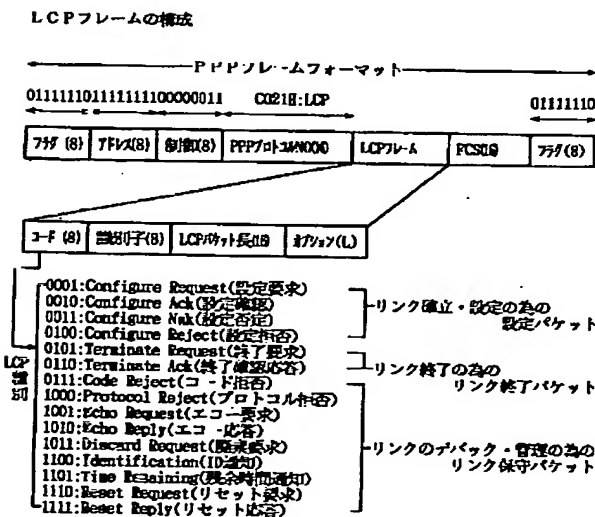 LCPフレームの構成
PPPフレームフォーマット
01111110 11111111 00000011 C021H:LCP 01111110
フラグ(8) アドレス(8) 制御(8) LCPフレーム FCS(16) フラグ(8)
コード(8) 識別子(8) LCPパケット長(16) オプション(L)
LCP種別
0001:Configure Request(設定要求)
0010:Configure Ack(設定確認)
0011:Configure Nak(設定否定)
0100:Configure Reject(設定拒否)
リンク確立・設定の為の
設定パケット
0101:Terminate Request(終了要求)
0110:Terminate Ack(終了確認応答)
リンク終了の為の
リンク終了パケット
0111:Code Reject(コード拒否)
1000:Protocol Reject(プロトコル拒否)
1001:Echo Request(エコー要求)
1010:Echo Reply(エコー応答)
1011:Discard Request(廃棄要求)
1100:Identification(ID通知)
1101:Time Remaining(残余時間通知)
1110:Reset Request(リセット要求)
1111:Reset Reply(リセット応答)
リンクのデバック・管理の為の
リンク保守パケット